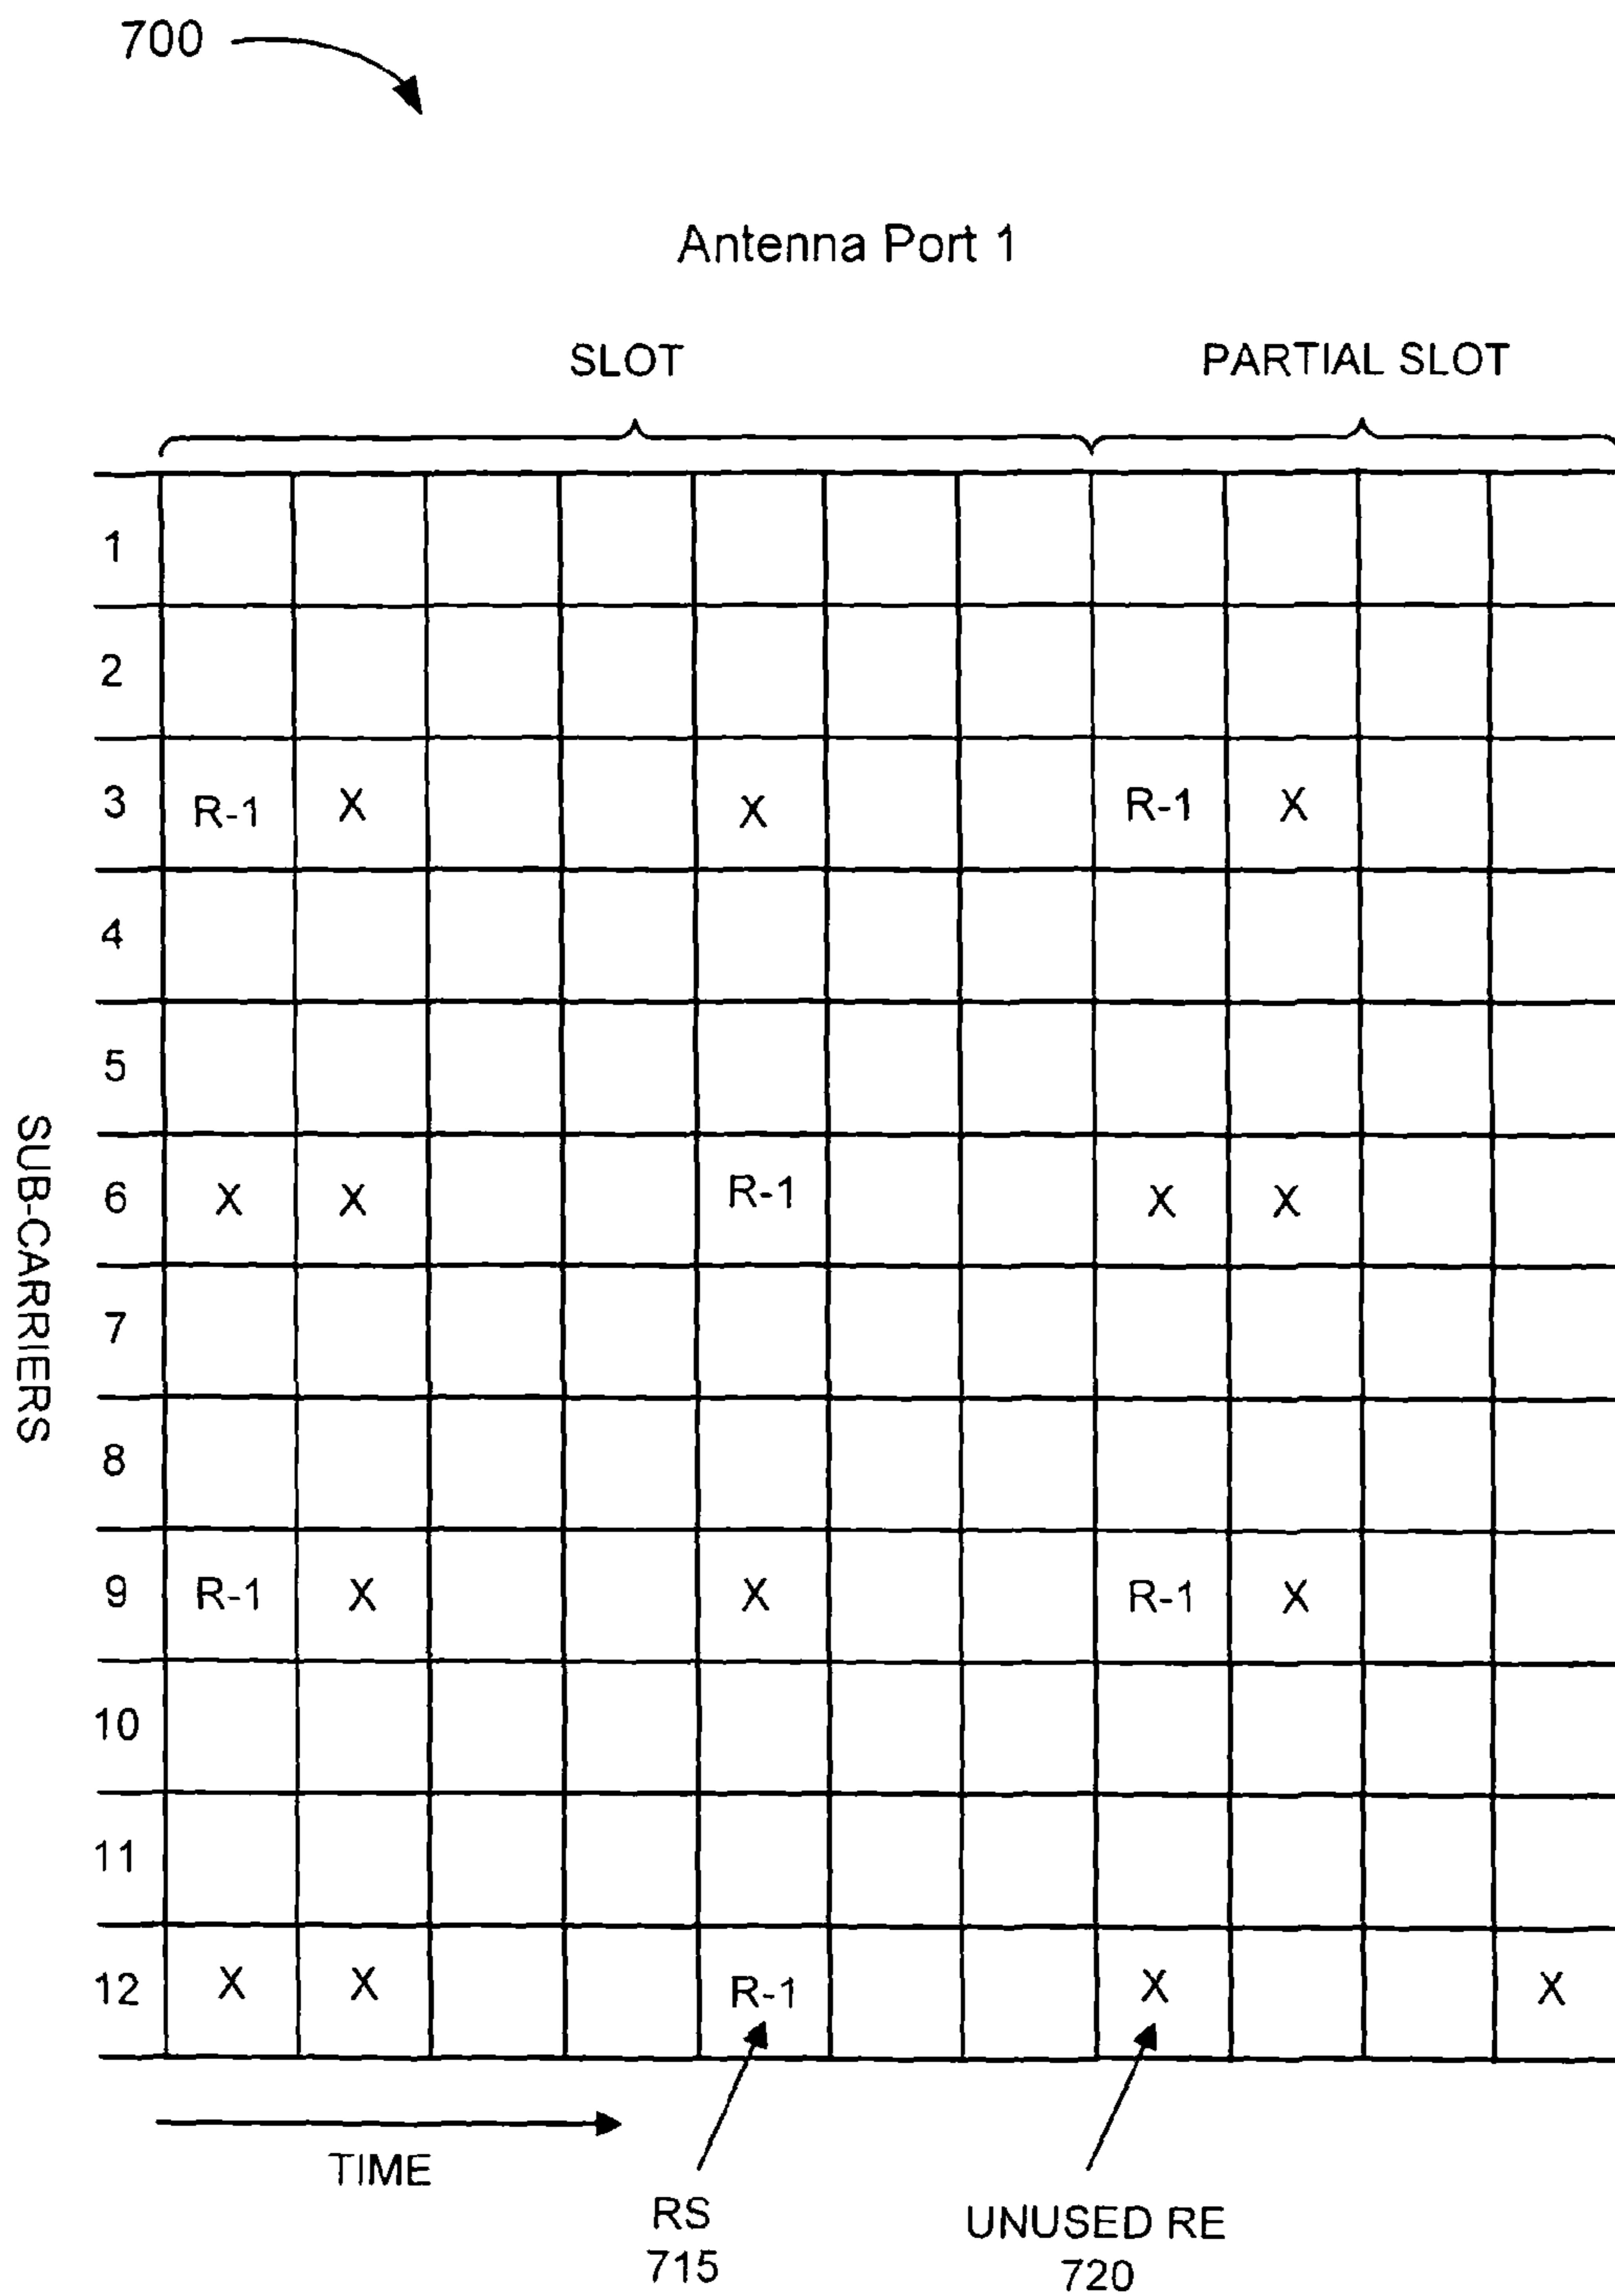 700
Antenna Port 1
SLOT PARTIAL SLOT
1
2
3 R-1 X X R-1 X
4
5
6 X X R-1 X X
7
8
9 R-1 X X R-1 X
10
11
12 X X R-1 X X
SUB-CARRIERS
TIME
RS
715
UNUSED RE
720